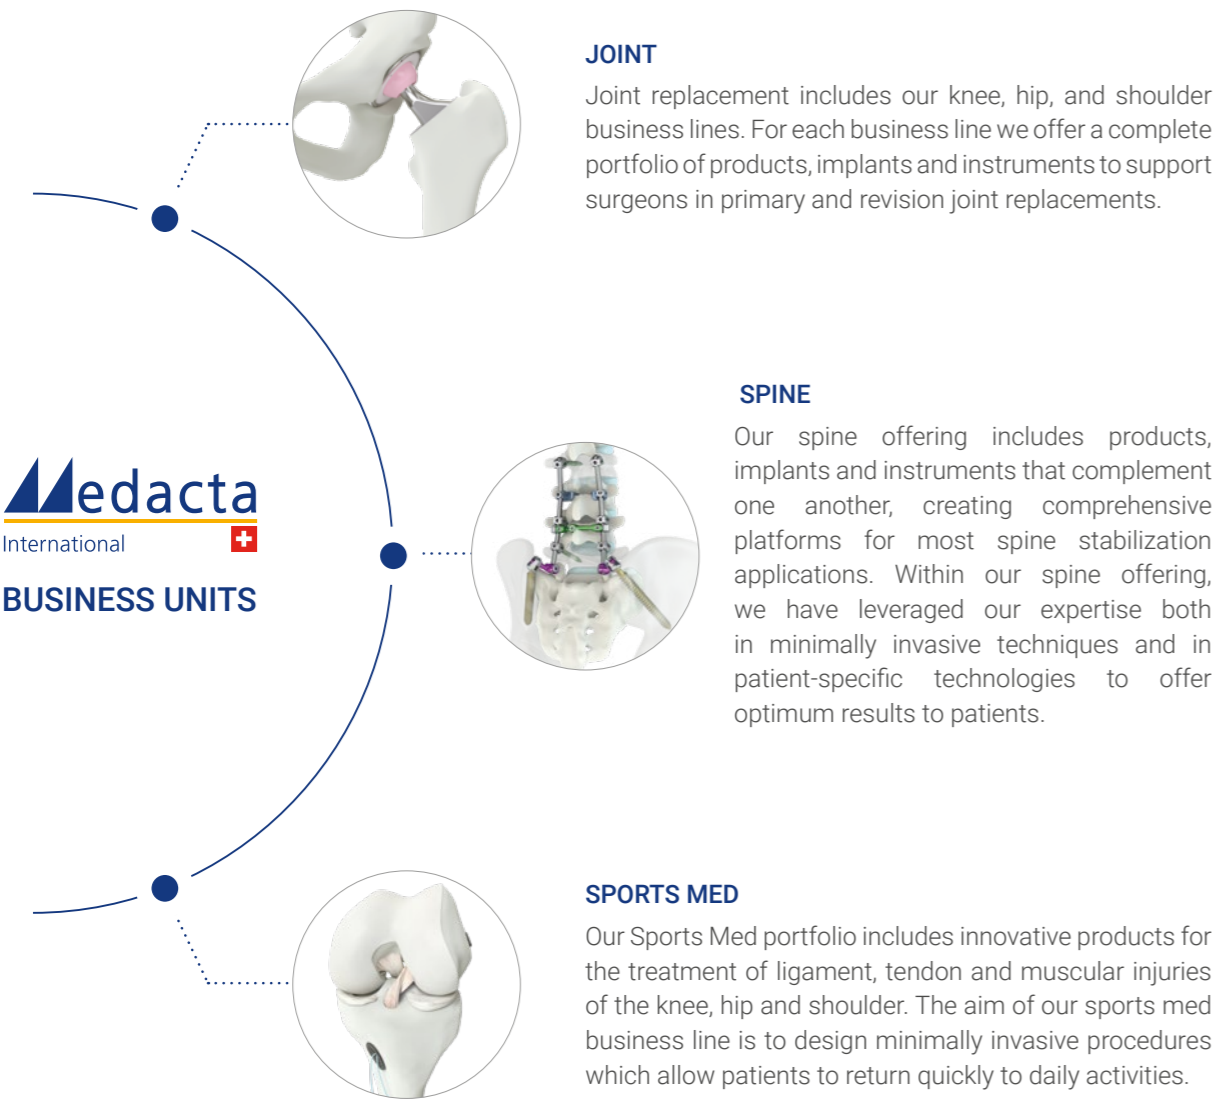 JOINT
Joint replacement includes our knee, hip, and shoulder
business lines. For each business line we offer a complete
portfolio of products, implants and instruments to support
surgeons in primary and revision joint replacements.
SPINE
Our spine offering includes products,
implants and instruments that complement
one another, creating comprehensive
platforms for most spine stabilization
applications. Within our spine offering,
we have leveraged our expertise both
in minimally invasive techniques and in
patient-specific technologies to offer
optimum results to patients.
Medacta
International
BUSINESS UNITS
SPORTS MED
Our Sports Med portfolio includes innovative products for
the treatment of ligament, tendon and muscular injuries
of the knee, hip and shoulder. The aim of our sports med
business line is to design minimally invasive procedures
which allow patients to return quickly to daily activities.